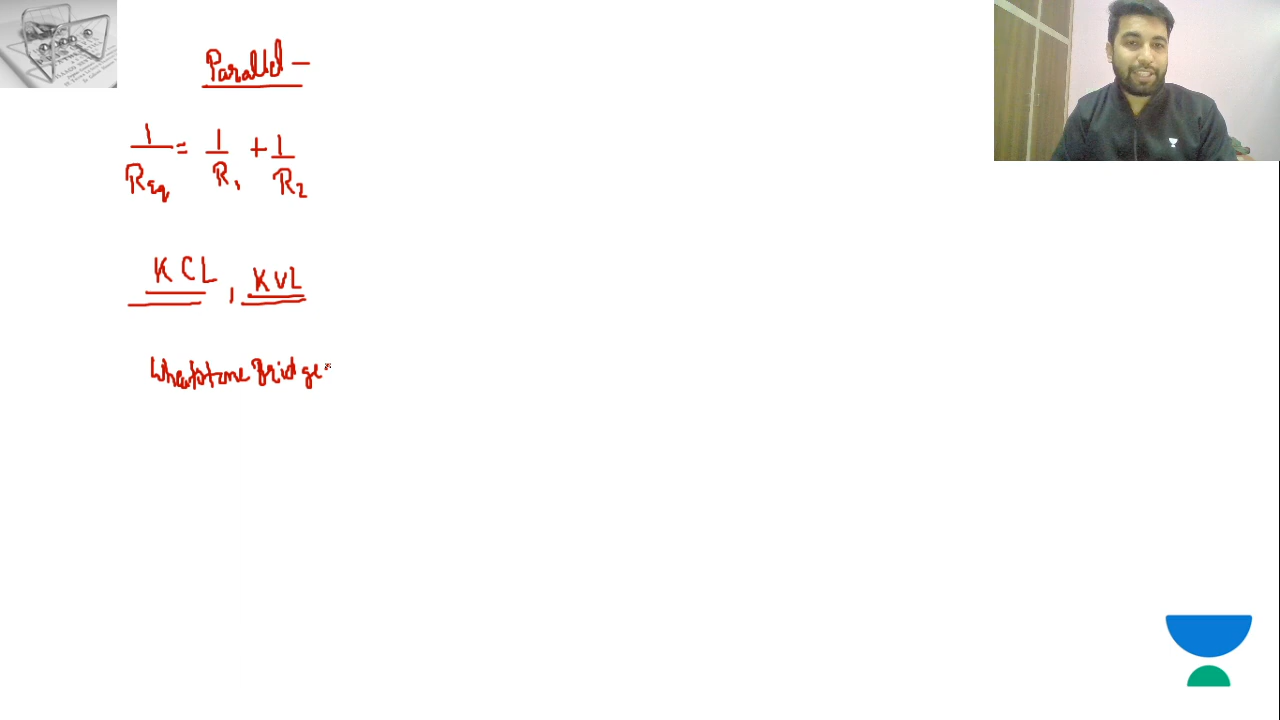 Parallel –
1/REq = 1/R1 + 1/R2
KCL, KVL
Wheatstone Bridge